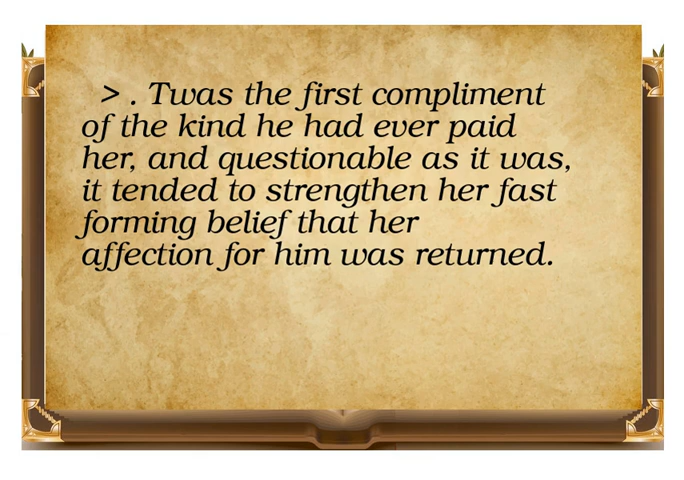 > . Twas the first compliment
of the kind he had ever paid
her, and questionable as it was,
it tended to strengthen her fast
forming belief that her
affection for him was returned.